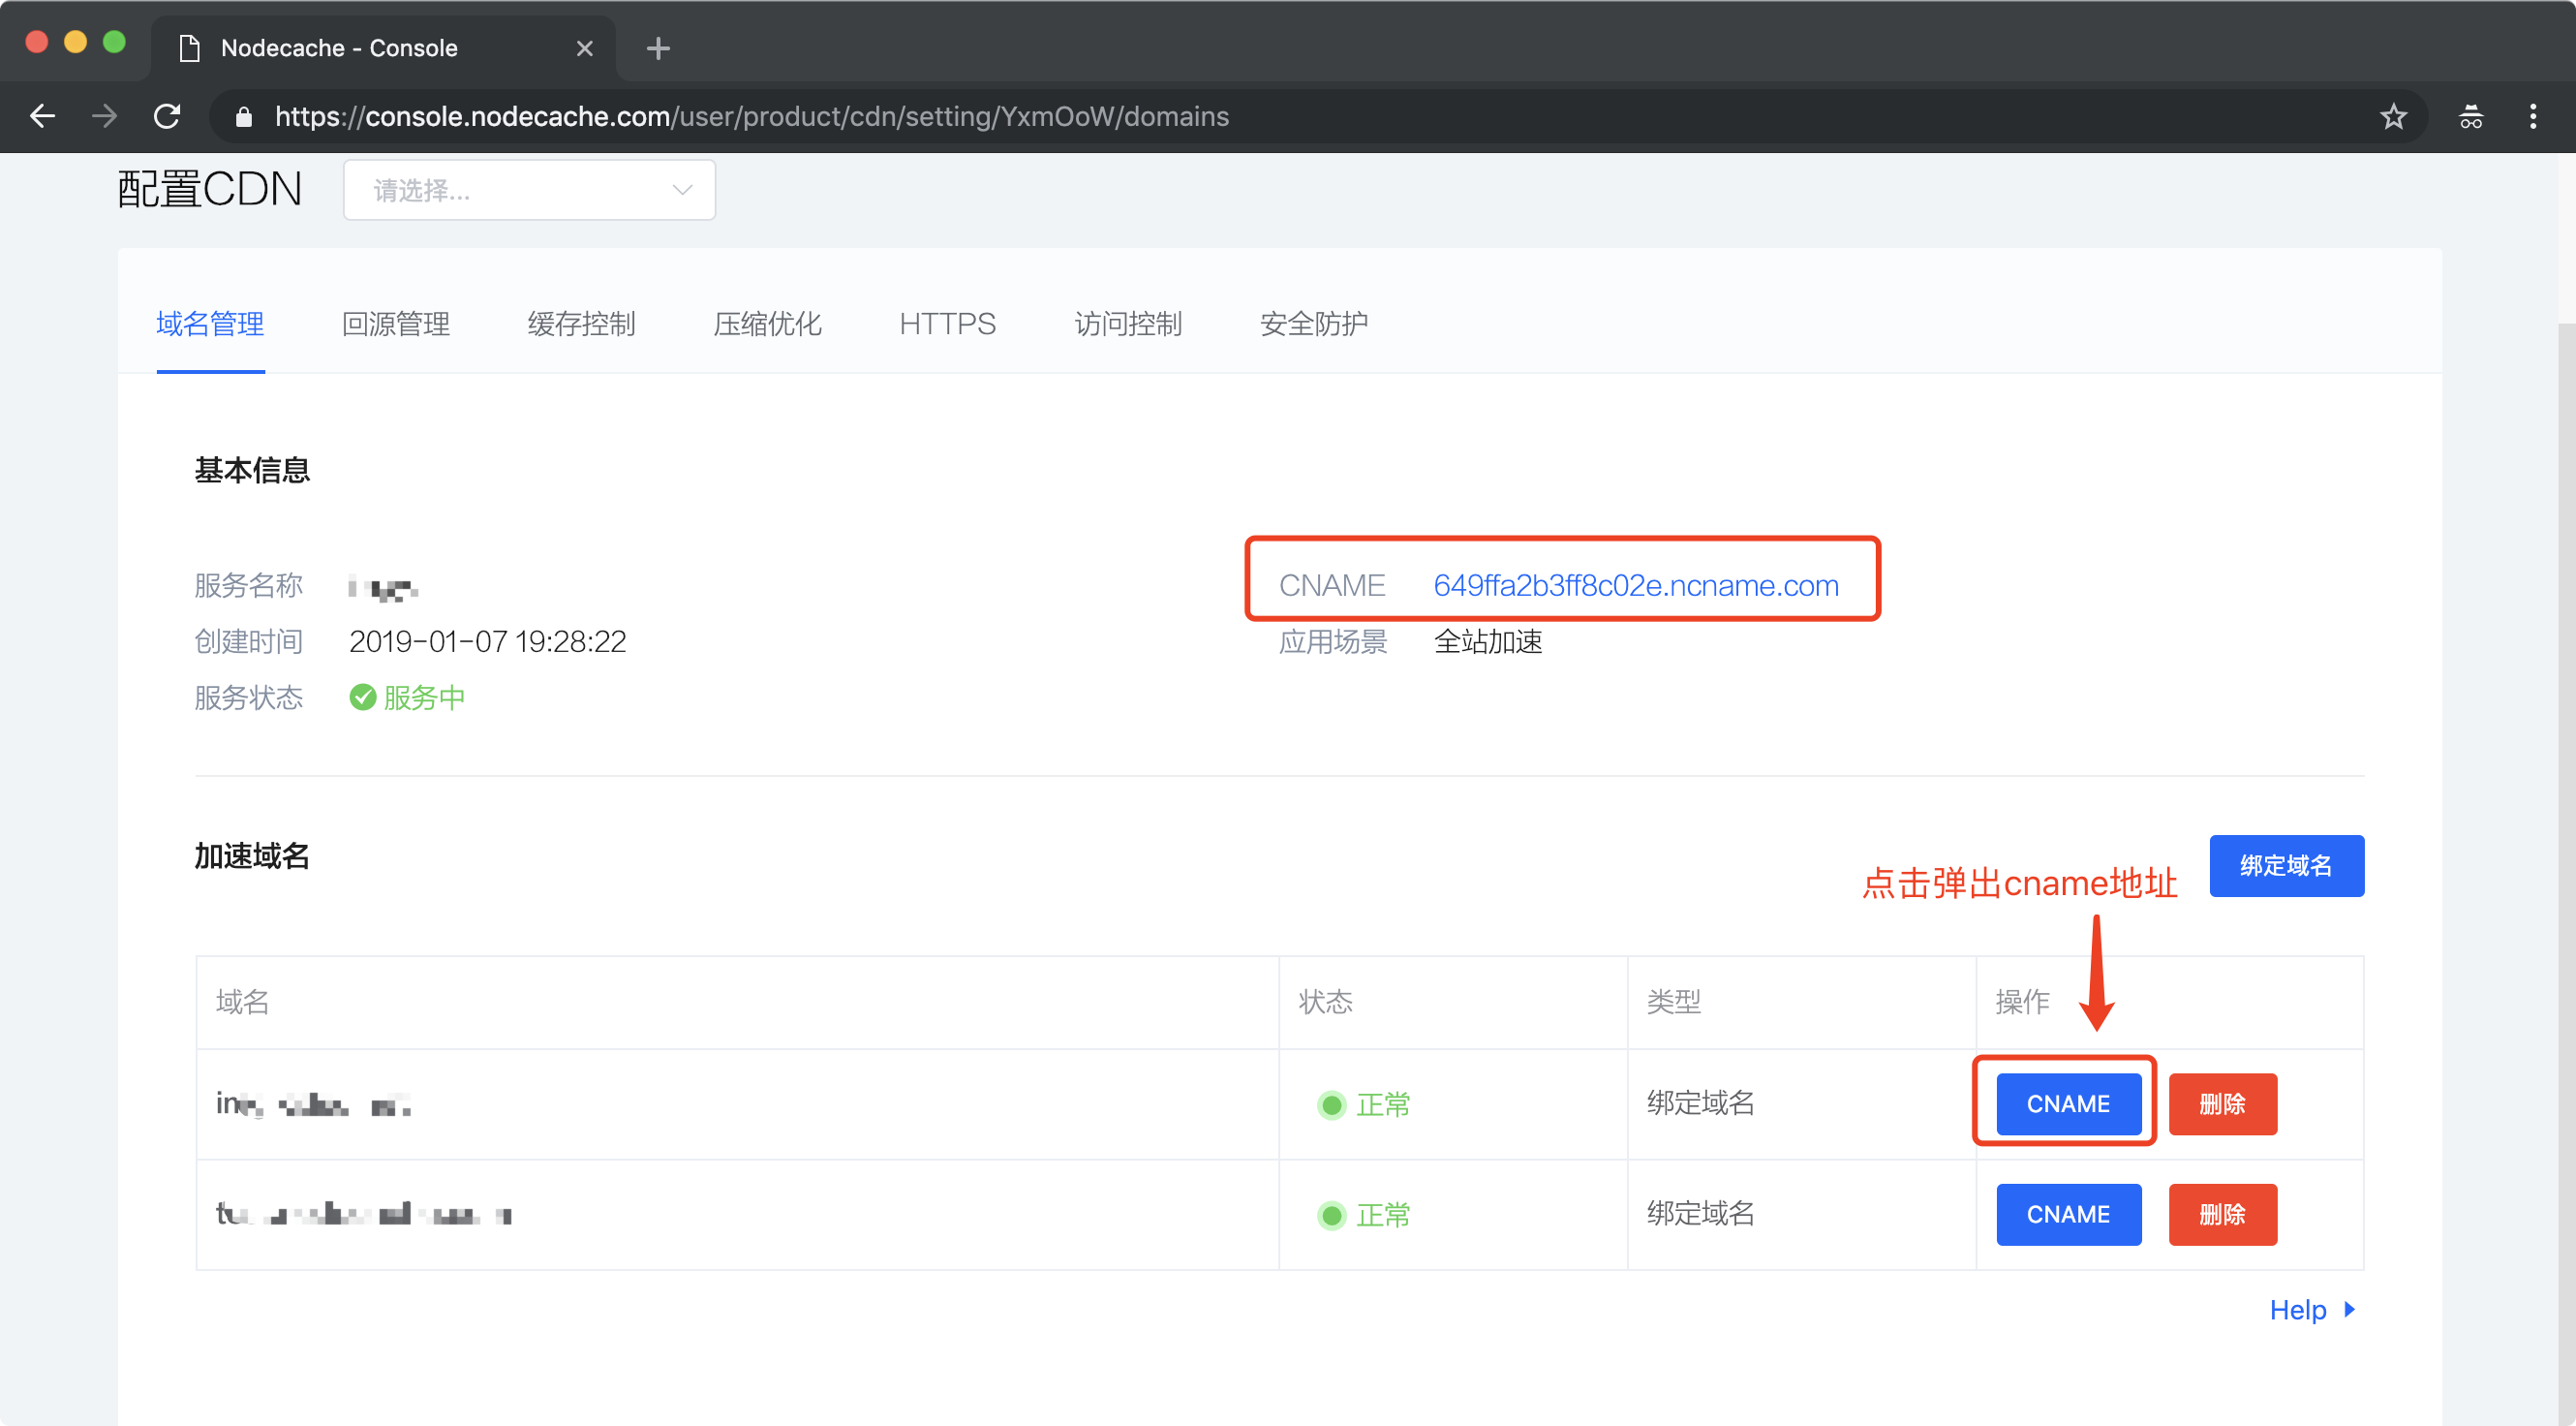 Nodecache - Console
https://console.nodecache.com/user/product/cdn/setting/YxmOoW/domains
配置CDN 请选择...
域名管理 回源管理 缓存控制 压缩优化 HTTPS 访问控制 安全防护
基本信息
服务名称
CNAME 649ffa2b3ff8c02e.ncname.com
创建时间 2019-01-07 19:28:22
应用场景 全站加速
服务状态 服务中
加速域名
点击弹出cname地址
绑定域名
域名 状态 类型 操作
正常 绑定域名 CNAME 删除
正常 绑定域名 CNAME 删除
Help